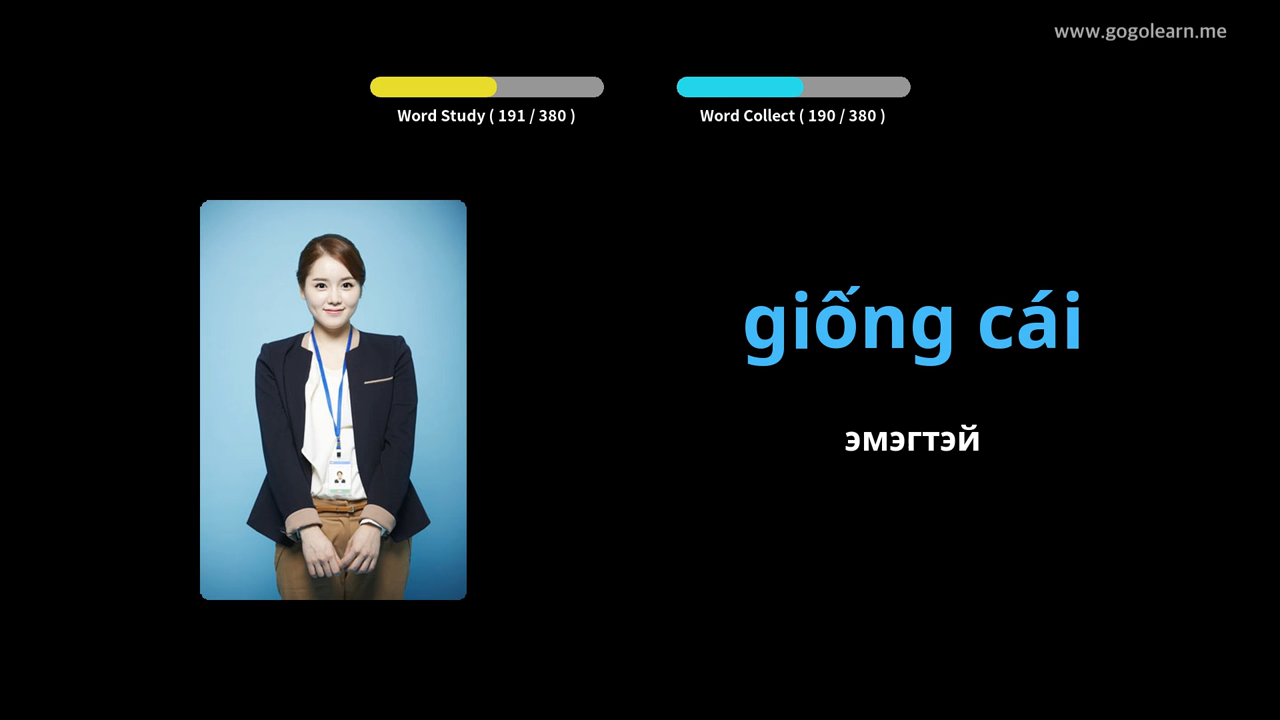 www.gogolearn.me
Word Study ( 191 / 380 )
Word Collect ( 190 / 380 )
giống cái
эмэгтэй